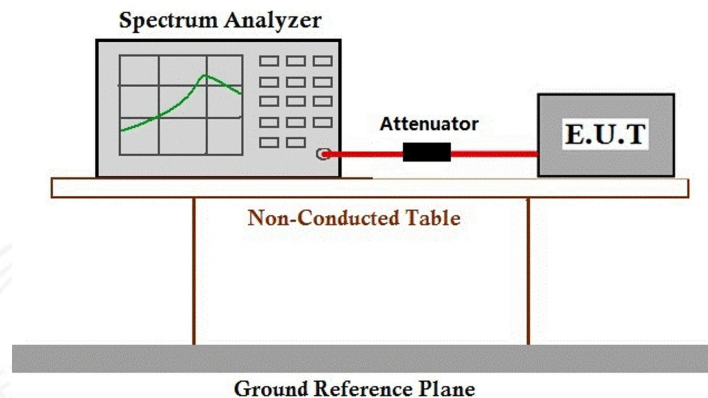 Spectrum Analyzer
Attenuator
E.U.T
Non-Conducted Table
Ground Reference Plane